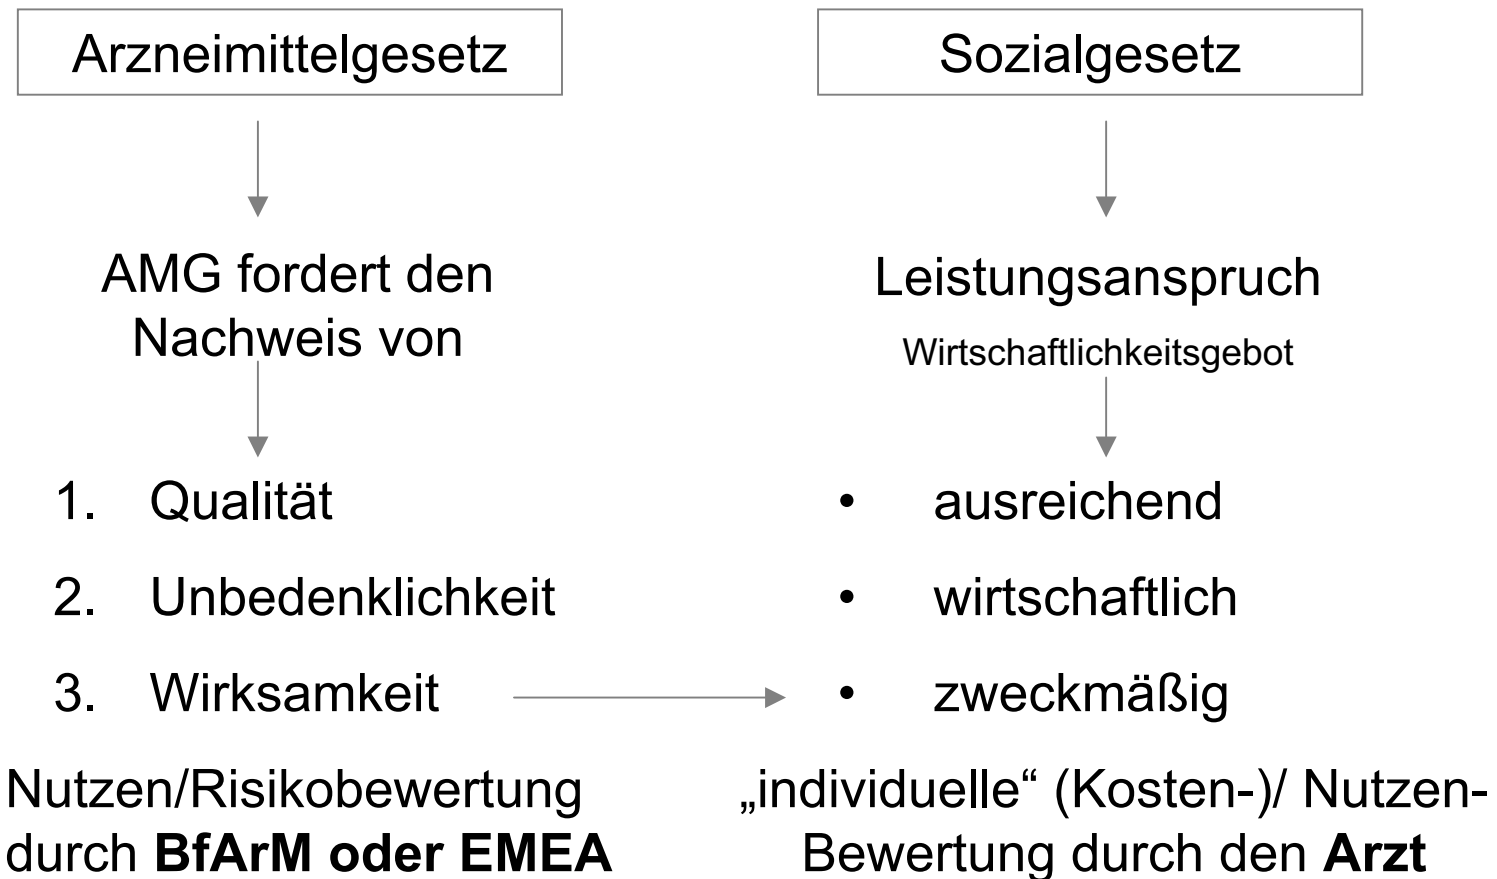 Arzneimittelgesetz
AMG fordert den
Nachweis von
1. Qualität
2. Unbedenklichkeit
3. Wirksamkeit
Nutzen/Risikobewertung
durch BfArM oder EMEA
Sozialgesetz
Leistungsanspruch
Wirtschaftlichkeitsgebot
• ausreichend
• wirtschaftlich
• zweckmäßig
„individuelle“ (Kosten-)/ Nutzen-
Bewertung durch den Arzt